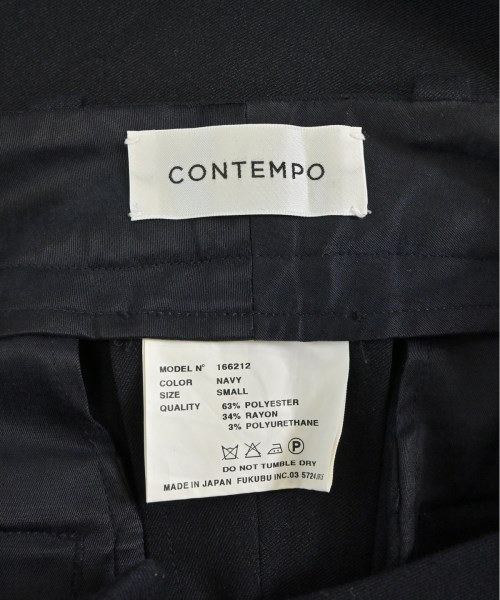 CONTEMPO
MODEL N° 166212
COLOR NAVY
SIZE SMALL
QUALITY 63% POLYESTER
34% RAYON
3% POLYURETHANE
P
DO NOT TUMBLE DRY
MADE IN JAPAN FUKUBU INC.03 5724